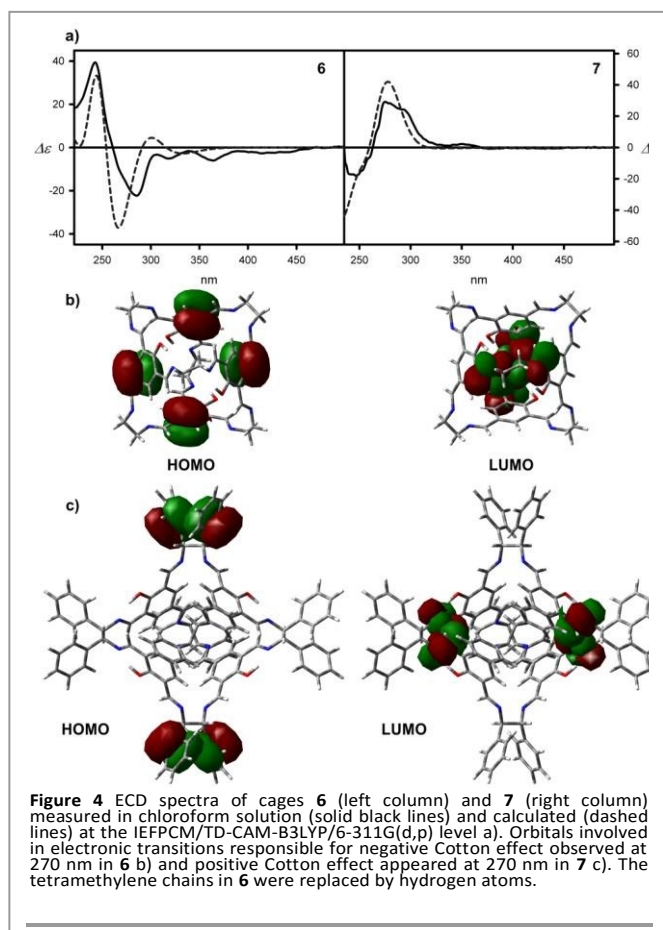 a)
6
7
40
20
0
-20
-40
Δε
60
40
20
0
-20
-40
-60
Δ
250 300 350 400 450
250 300 350 400 450
nm nm
b)
HOMO LUMO
c)
HOMO LUMO
Figure 4 ECD spectra of cages 6 (left column) and 7 (right column)
measured in chloroform solution (solid black lines) and calculated (dashed
lines) at the IEFPCM/TD-CAM-B3LYP/6-311G(d,p) level a). Orbitals involved
in electronic transitions responsible for negative Cotton effect observed at
270 nm in 6 b) and positive Cotton effect appeared at 270 nm in 7 c). The
tetramethylene chains in 6 were replaced by hydrogen atoms.